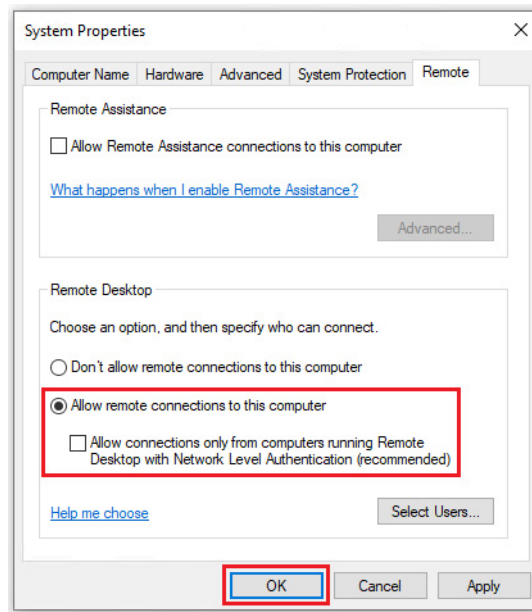 System Properties
Computer Name Hardware Advanced System Protection Remote
Remote Assistance
Allow Remote Assistance connections to this computer
What happens when I enable Remote Assistance?
Advanced...
Remote Desktop
Choose an option, and then specify who can connect.
Don't allow remote connections to this computer
Allow remote connections to this computer
Allow connections only from computers running Remote
Desktop with Network Level Authentication (recommended)
Help me choose Select Users...
OK Cancel Apply